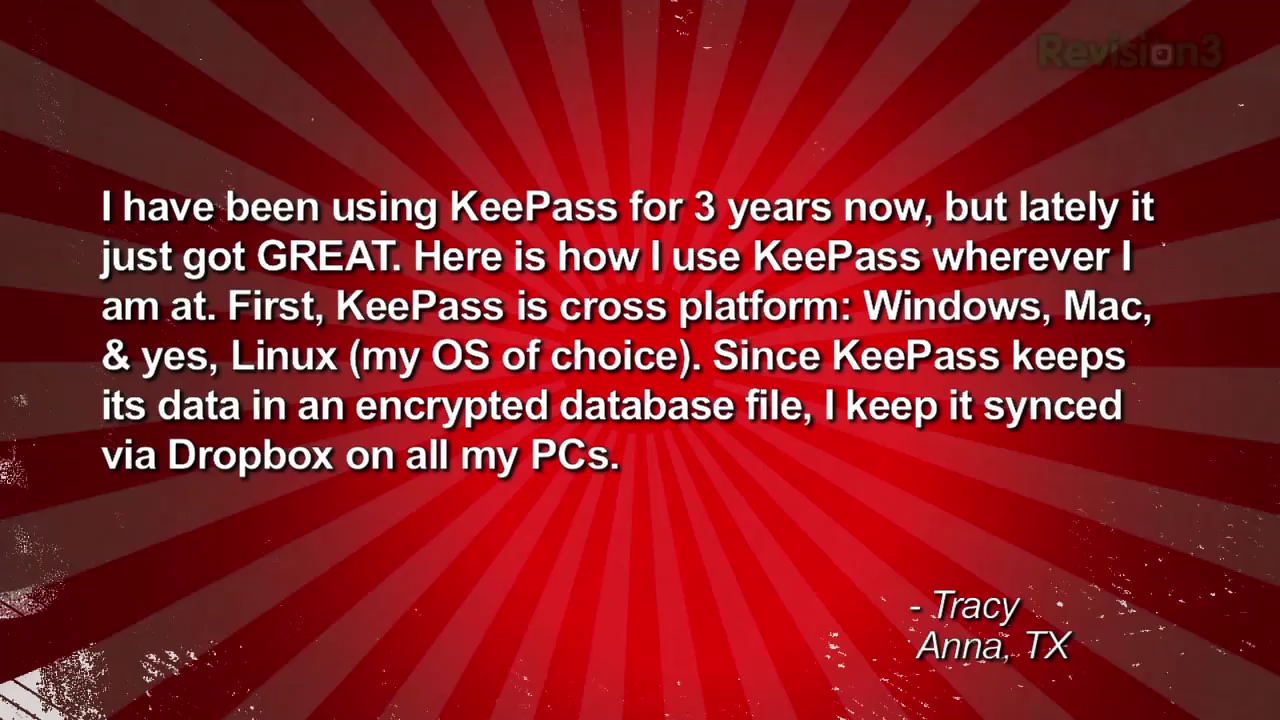 Revision3
I have been using KeePass for 3 years now, but lately it
just got GREAT. Here is how I use KeePass wherever I
am at. First, KeePass is cross platform: Windows, Mac,
& yes, Linux (my OS of choice). Since KeePass keeps
its data in an encrypted database file, I keep it synced
via Dropbox on all my PCs.
- Tracy
Anna, TX